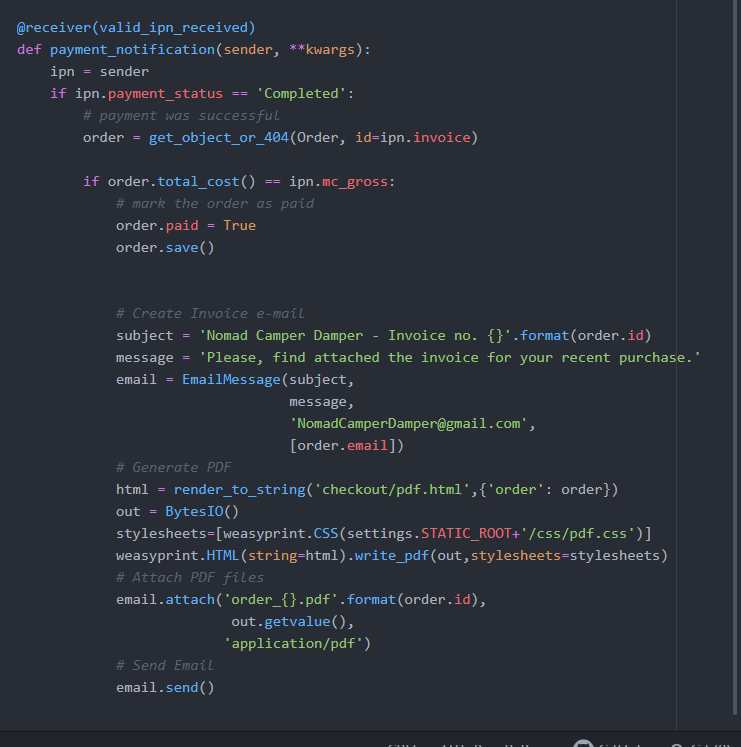 @receiver(valid_ipn_received)
def payment_notification(sender, **kwargs):
    ipn = sender
    if ipn.payment_status == 'Completed':
        # payment was successful
        order = get_object_or_404(Order, id=ipn.invoice)

        if order.total_cost() == ipn.mc_gross:
            # mark the order as paid
            order.paid = True
            order.save()


            # Create Invoice e-mail
            subject = 'Nomad Camper Damper - Invoice no. {}'.format(order.id)
            message = 'Please, find attached the invoice for your recent purchase.'
            email = EmailMessage(subject,
                                 message,
                                 'NomadCamperDamper@gmail.com',
                                 [order.email])
            # Generate PDF
            html = render_to_string('checkout/pdf.html',{'order': order})
            out = BytesIO()
            stylesheets=[weasyprint.CSS(settings.STATIC_ROOT+'/css/pdf.css')]
            weasyprint.HTML(string=html).write_pdf(out,stylesheets=stylesheets)
            # Attach PDF files
            email.attach('order_{}.pdf'.format(order.id),
                          out.getvalue(),
                         'application/pdf')
            # Send Email
            email.send()